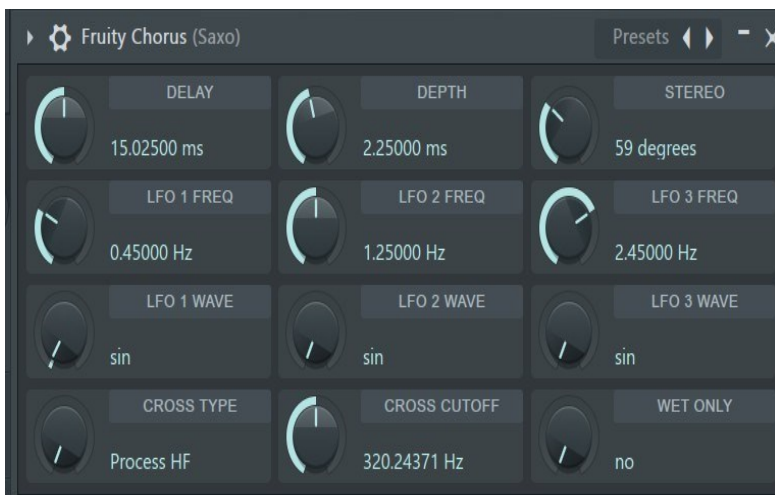 Fruity Chorus (Saxo) Presets
DELAY DEPTH STEREO
15.02500 ms 2.25000 ms 59 degrees
LFO 1 FREQ LFO 2 FREQ LFO 3 FREQ
0.45000 Hz 1.25000 Hz 2.45000 Hz
LFO 1 WAVE LFO 2 WAVE LFO 3 WAVE
sin sin sin
CROSS TYPE CROSS CUTOFF WET ONLY
Process HF 320.24371 Hz no